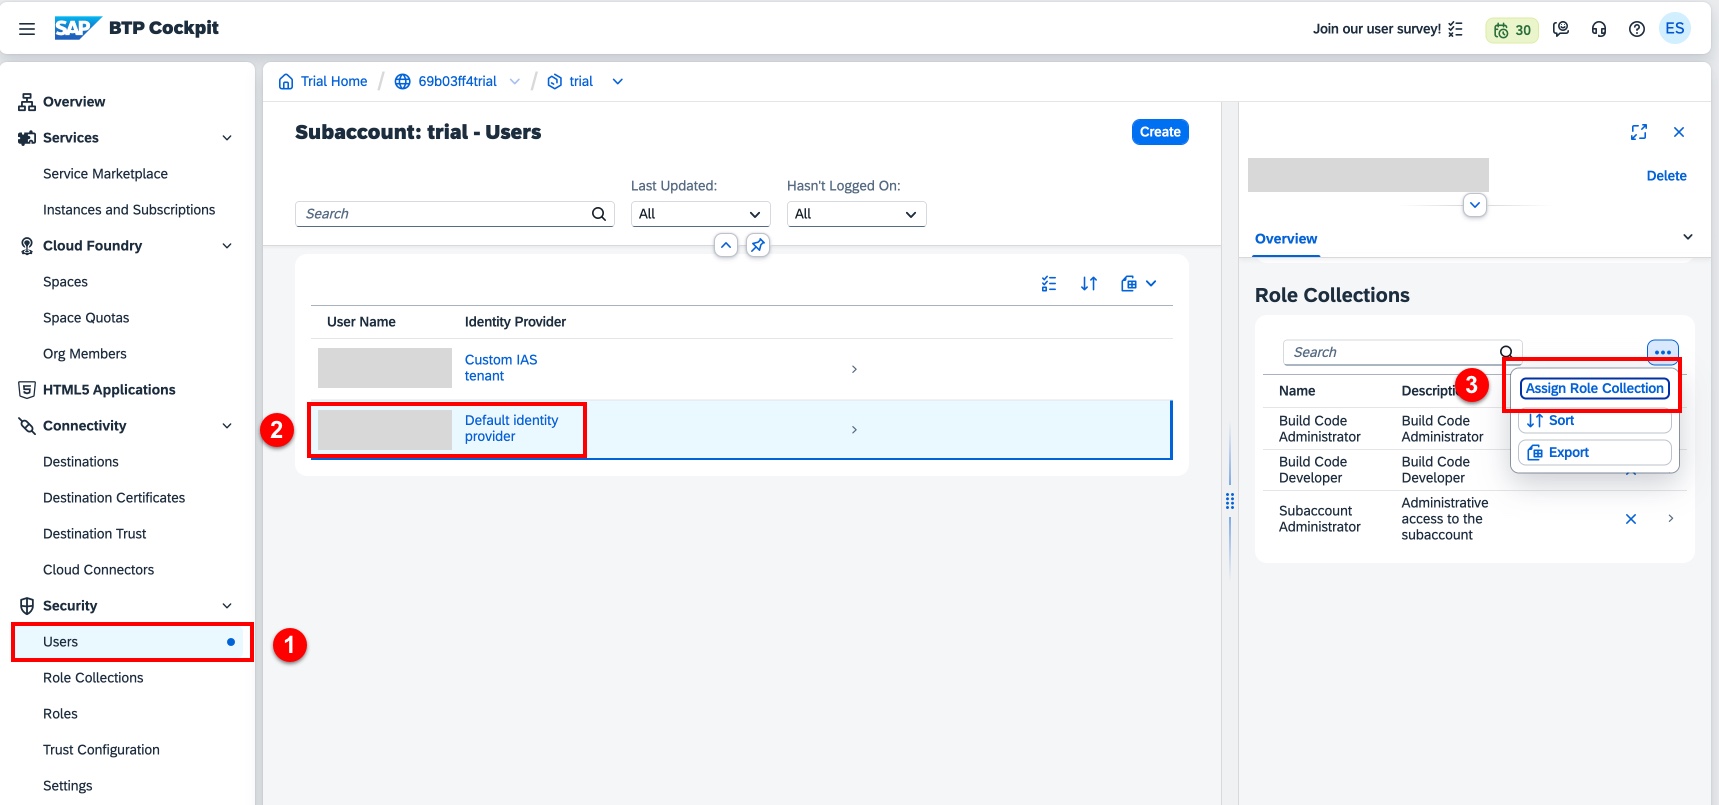 SAP BTP Cockpit
Join our user survey!
30
ES
Overview
Services
Service Marketplace
Instances and Subscriptions
Cloud Foundry
Spaces
Space Quotas
Org Members
HTML5 Applications
Connectivity
Destinations
Destination Certificates
Destination Trust
Cloud Connectors
Security
Users
1
Role Collections
Roles
Trust Configuration
Settings
Trial Home / 69b03ff4trial / trial
Subaccount: trial - Users
Create
Last Updated:
Hasn't Logged On:
Search
All
All
User Name
Identity Provider
Custom IAS
tenant
2
Default identity
provider
Delete
Overview
Role Collections
Search
3
Assign Role Collection
Sort
Export
Name
Build Code
Administrator
Build Code
Administrator
Build Code
Developer
Build Code
Developer
Subaccount
Administrator
Administrative
access to the
subaccount